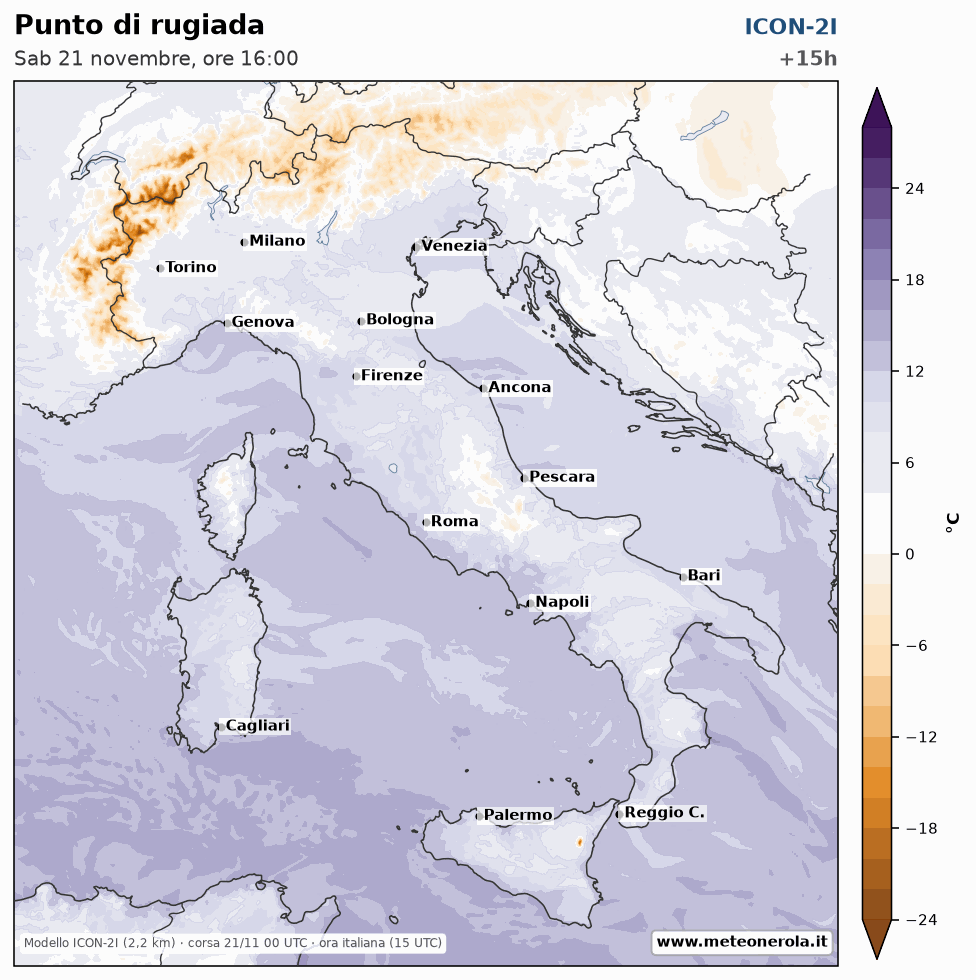 Punto di rugiada
ICON-2I
Sab 21 novembre, ore 16:00
+15h
24
18
12
6
0
−6
−12
−18
−24
°C
Milano
Venezia
Torino
Genova
Bologna
Firenze
Ancona
Pescara
Roma
Bari
Napoli
Cagliari
Palermo
Reggio C.
Modello ICON-2I (2,2 km) · corsa 21/11 00 UTC · ora italiana (15 UTC)
www.meteonerola.it